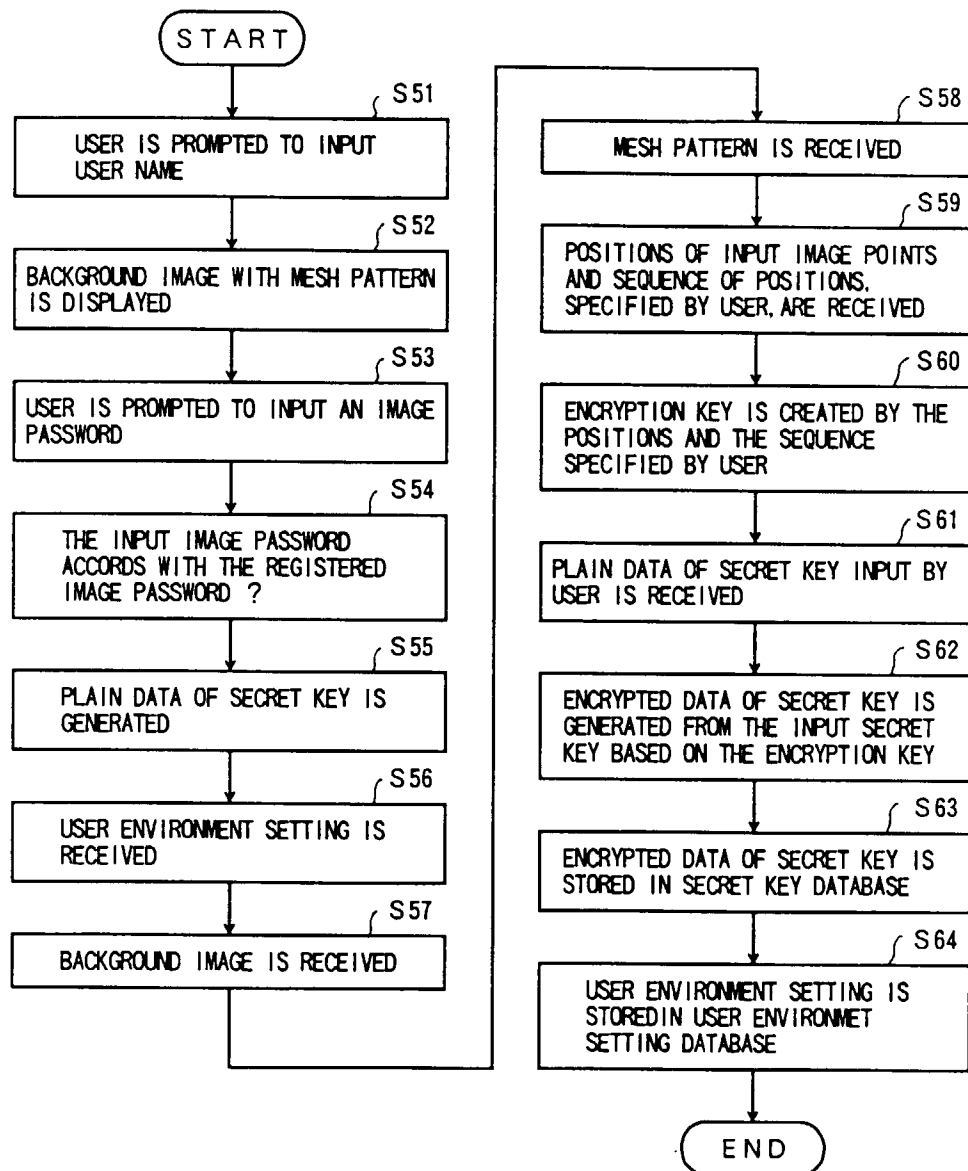 START
S51
USER IS PROMPTED TO INPUT
USER NAME
S52
BACKGROUND IMAGE WITH MESH PATTERN
IS DISPLAYED
S53
USER IS PROMPTED TO INPUT AN IMAGE
PASSWORD
S54
THE INPUT IMAGE PASSWORD
ACCORDS WITH THE REGISTERED
IMAGE PASSWORD ?
S55
PLAIN DATA OF SECRET KEY IS
GENERATED
S56
USER ENVIRONMENT SETTING IS
RECEIVED
S57
BACKGROUND IMAGE IS RECEIVED
S58
MESH PATTERN IS RECEIVED
S59
POSITIONS OF INPUT IMAGE POINTS
AND SEQUENCE OF POSITIONS,
SPECIFIED BY USER, ARE RECEIVED
S60
ENCRYPTION KEY IS CREATED BY THE
POSITIONS AND THE SEQUENCE
SPECIFIED BY USER
S61
PLAIN DATA OF SECRET KEY INPUT BY
USER IS RECEIVED
S62
ENCRYPTED DATA OF SECRET KEY IS
GENERATED FROM THE INPUT SECRET
KEY BASED ON THE ENCRYPTION KEY
S63
ENCRYPTED DATA OF SECRET KEY IS
STORED IN SECRET KEY DATABASE
S64
USER ENVIRONMENT SETTING IS
STOREDIN USER ENVIRONMET
SETTING DATABASE
END